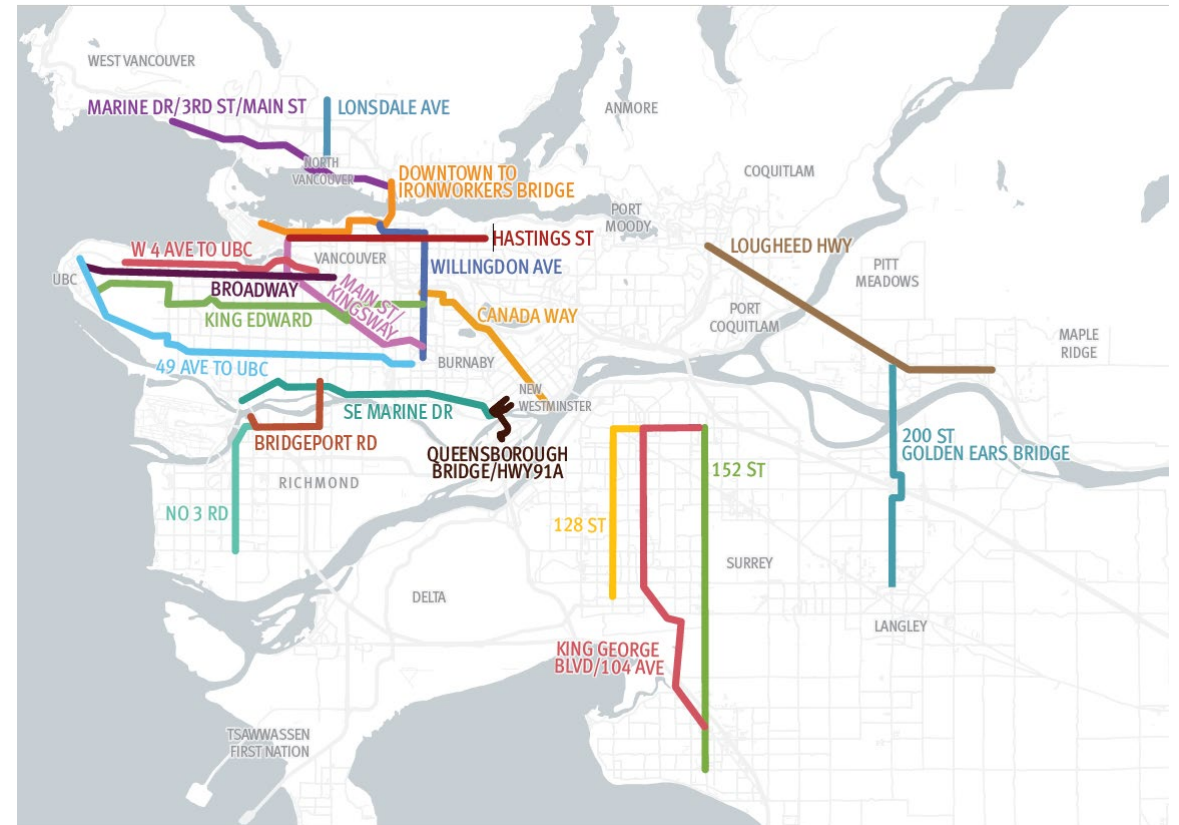 WEST VANCOUVER
MARINE DR/3RD ST/MAIN ST
LONSDALE AVE
ANMORE
NORTH
VANCOUVER
DOWNTOWN TO
IRONWORKERS BRIDGE
COQUITLAM
PORT
MOODY
HASTINGS ST
W 4 AVE TO UBC
VANCOUVER
LOUGHEED HWY
WILLINGDON AVE
UBC
BROADWAY
MAIN ST/
KINGSWAY
PITT
MEADOWS
KING EDWARD
CANADA WAY
PORT
COQUITLAM
MAPLE
RIDGE
49 AVE TO UBC
BURNABY
NEW
WESTMINSTER
SE MARINE DR
BRIDGEPORT RD
QUEENSBOROUGH
BRIDGE/HWY91A
200 ST
GOLDEN EARS BRIDGE
152 ST
RICHMOND
NO 3 RD
128 ST
SURREY
DELTA
LANGLEY
KING GEORGE
BLVD/104 AVE
TSAWWASSEN
FIRST NATION